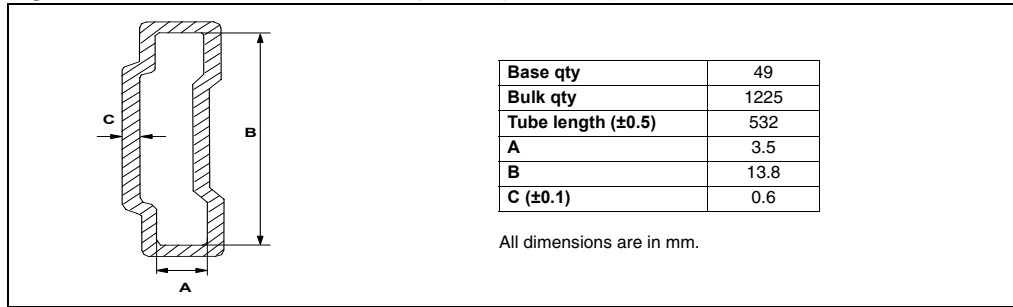 C
B
A
Base qty 49
Bulk qty 1225
Tube length (±0.5) 532
A 3.5
B 13.8
C (±0.1) 0.6
All dimensions are in mm.